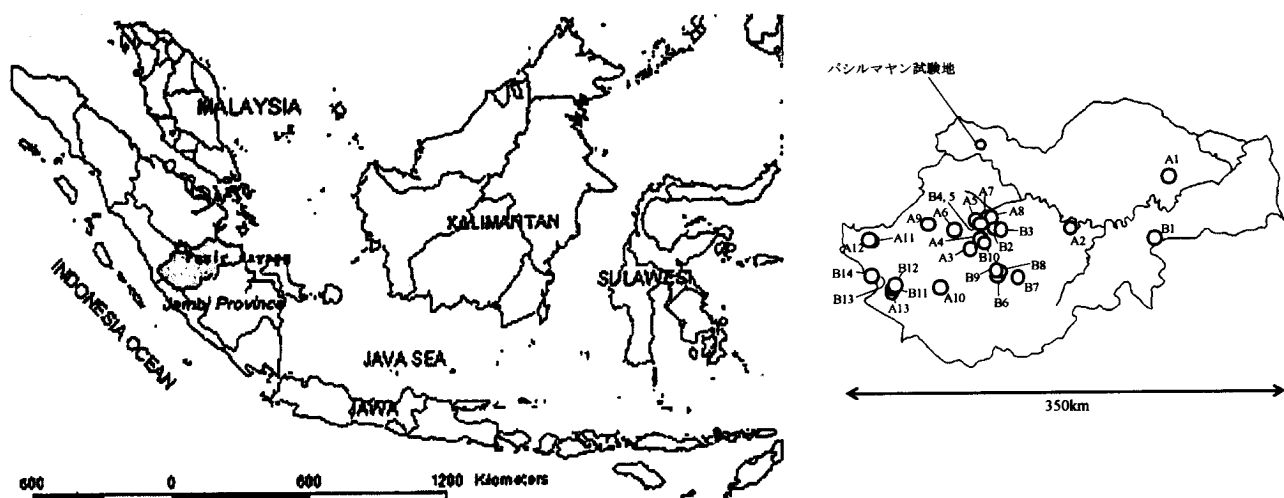 MALAYSIA
KALIMANTAN
SULAWESI
Jambi Province
INDONESIA OCEAN
JAVA SEA
JAWA
600 0 600 1200 Kilometers
パシルマヤン試験地
A1
A7
B4, 5
A5
A9
A6
A8
B3
A2
B1
A12
A11
A4
B2
A3
B10
B14
B12
B9
B8
B13
B11
A10
B6
B7
A13
350km